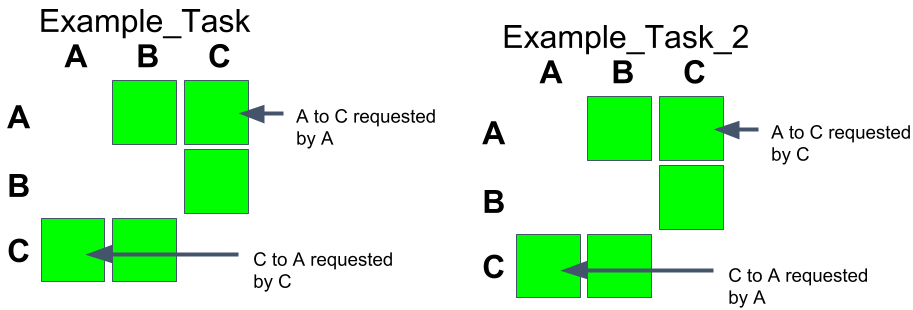 Example_Task
A B C
A
A to C requested
by A
B
C
C to A requested
by C
Example_Task_2
A B C
A
A to C requested
by C
B
C
C to A requested
by A